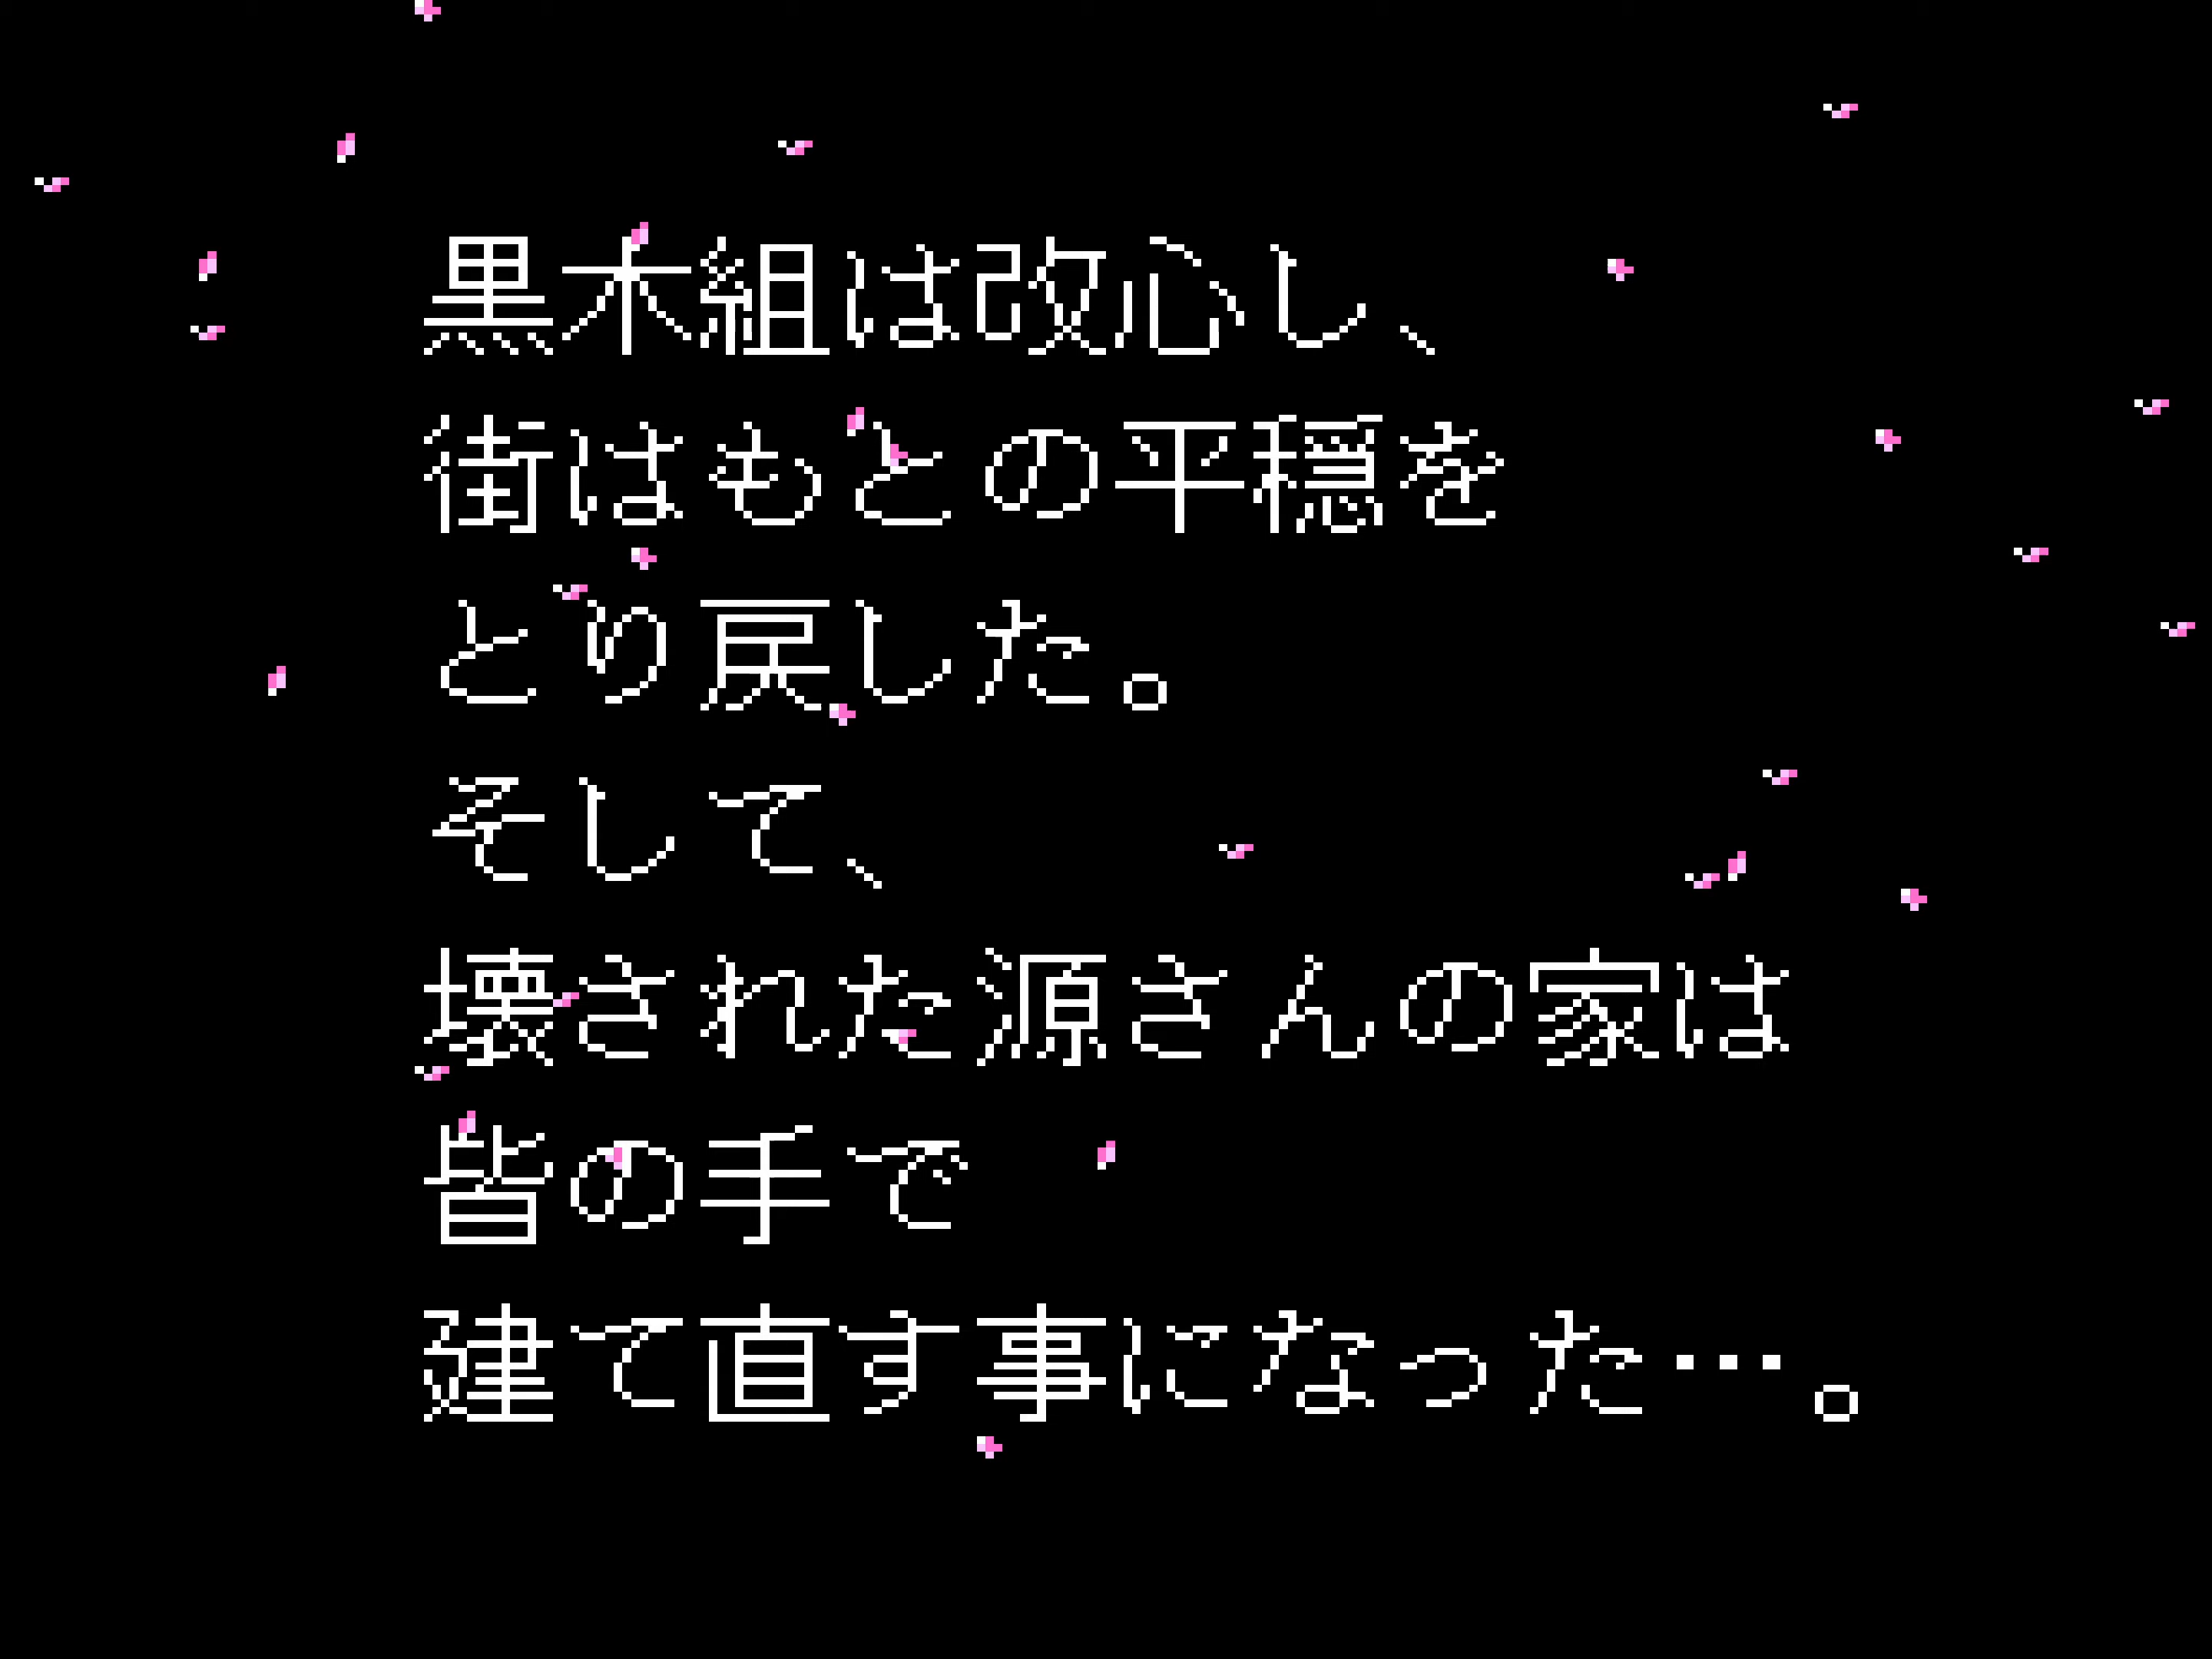 黒木組は改心し、
街はもとの平穏を
とり戻した。
そして、
壊された源さんの家は
皆の手で
建て直す事になった…。